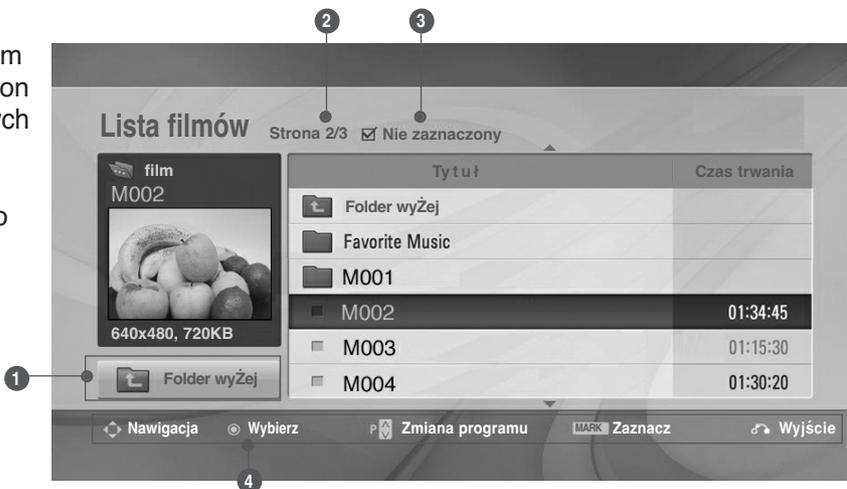 2 3
m
on
ych
o
Lista filmów Strona 2/3 Nie zaznaczony
film
M002
640x480, 720KB
1 Folder wyŻej
Tytuł Czas trwania
Folder wyŻej
Favorite Music
M001
M002 01:34:45
M003 01:15:30
M004 01:30:20
Nawigacja Wybierz P Zmiana programu MARK Zaznacz Wyjście
4